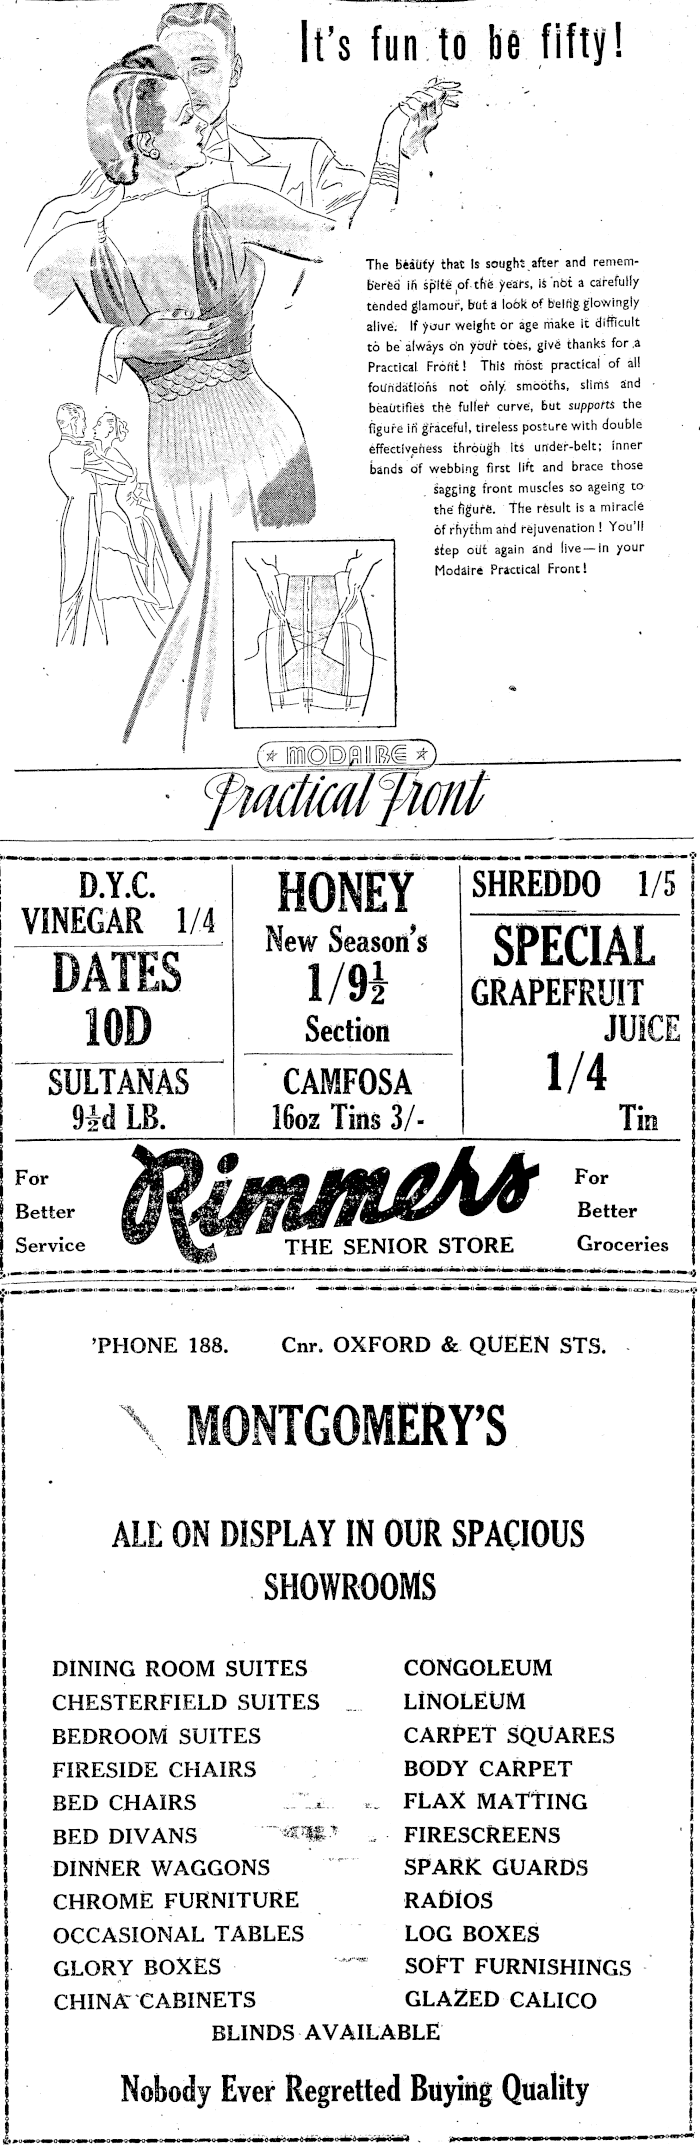 It's fun to be fifty!
The beauty that is sought after and remem-
bered in spite of the years, is not a carefully
tended glamour, but a look of being glowingly
alive. If your weight or age make it difficult
to be always on your toes, give thanks for a
Practical Front! This most practical of all
foundations not only smooths, slims and
beautifies the fuller curve, but supports the
figure in graceful, tireless posture with double
effectiveness through its under-belt; inner
bands of webbing first lift and brace those
sagging front muscles so ageing to
the figure. The result is a miracle
of rhythm and rejuvenation! You'll
step out again and live—in your
Modaire Practical Front!
★ MODAIRE ★
Practical Front
D.Y.C.
VINEGAR 1/4
DATES
10D
SULTANAS
9½d LB.
HONEY
New Season's
1/9½
Section
CAMFOSA
16oz Tins 3/-
SHREDDO 1/5
SPECIAL
GRAPEFRUIT
JUICE
1/4
Tin
For
Better
Service
Rimmers
THE SENIOR STORE
For
Better
Groceries
'PHONE 188. Cnr. OXFORD & QUEEN STS.
MONTGOMERY'S
ALL ON DISPLAY IN OUR SPACIOUS
SHOWROOMS
DINING ROOM SUITES
CHESTERFIELD SUITES
BEDROOM SUITES
FIRESIDE CHAIRS
BED CHAIRS
BED DIVANS
DINNER WAGGONS
CHROME FURNITURE
OCCASIONAL TABLES
GLORY BOXES
CHINA CABINETS
CONGOLEUM
LINOLEUM
CARPET SQUARES
BODY CARPET
FLAX MATTING
FIRESCREENS
SPARK GUARDS
RADIOS
LOG BOXES
SOFT FURNISHINGS
GLAZED CALICO
BLINDS AVAILABLE
Nobody Ever Regretted Buying Quality